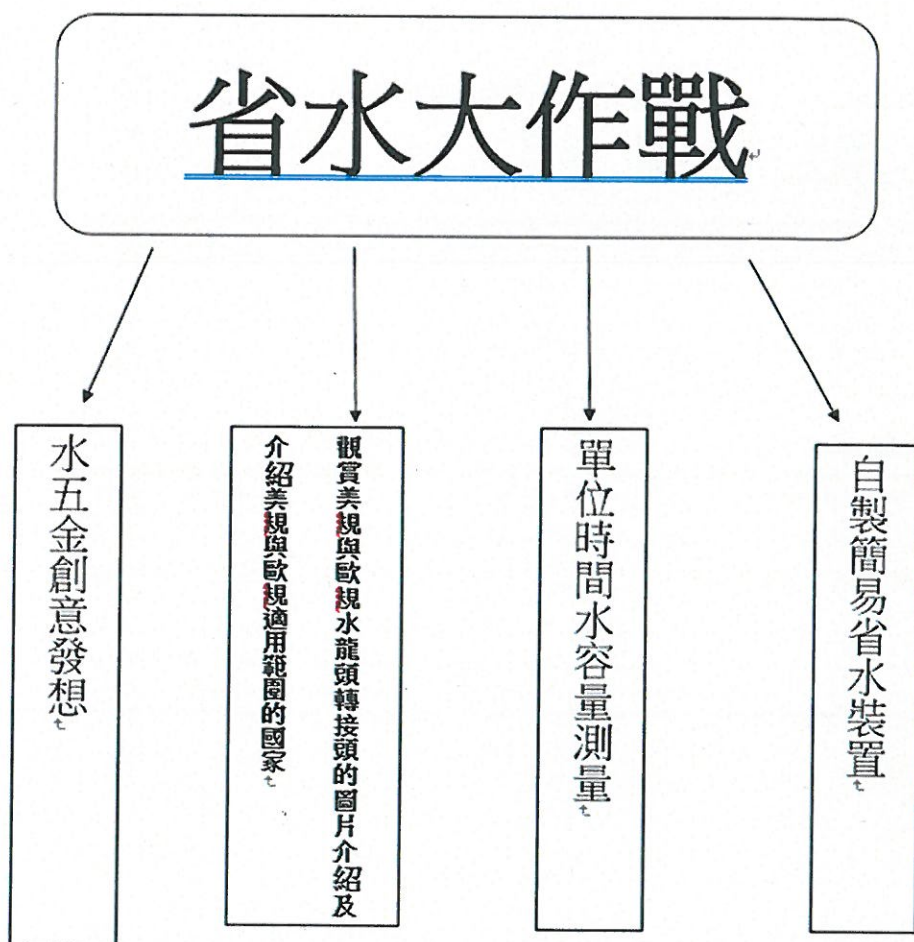 省水大作戰
自製簡易省水裝置
單位時間水容量測量
觀賞美規與歐規水龍頭轉接頭的圖片介紹及
介紹美規與歐規適用範圍的國家
水五金創意發想